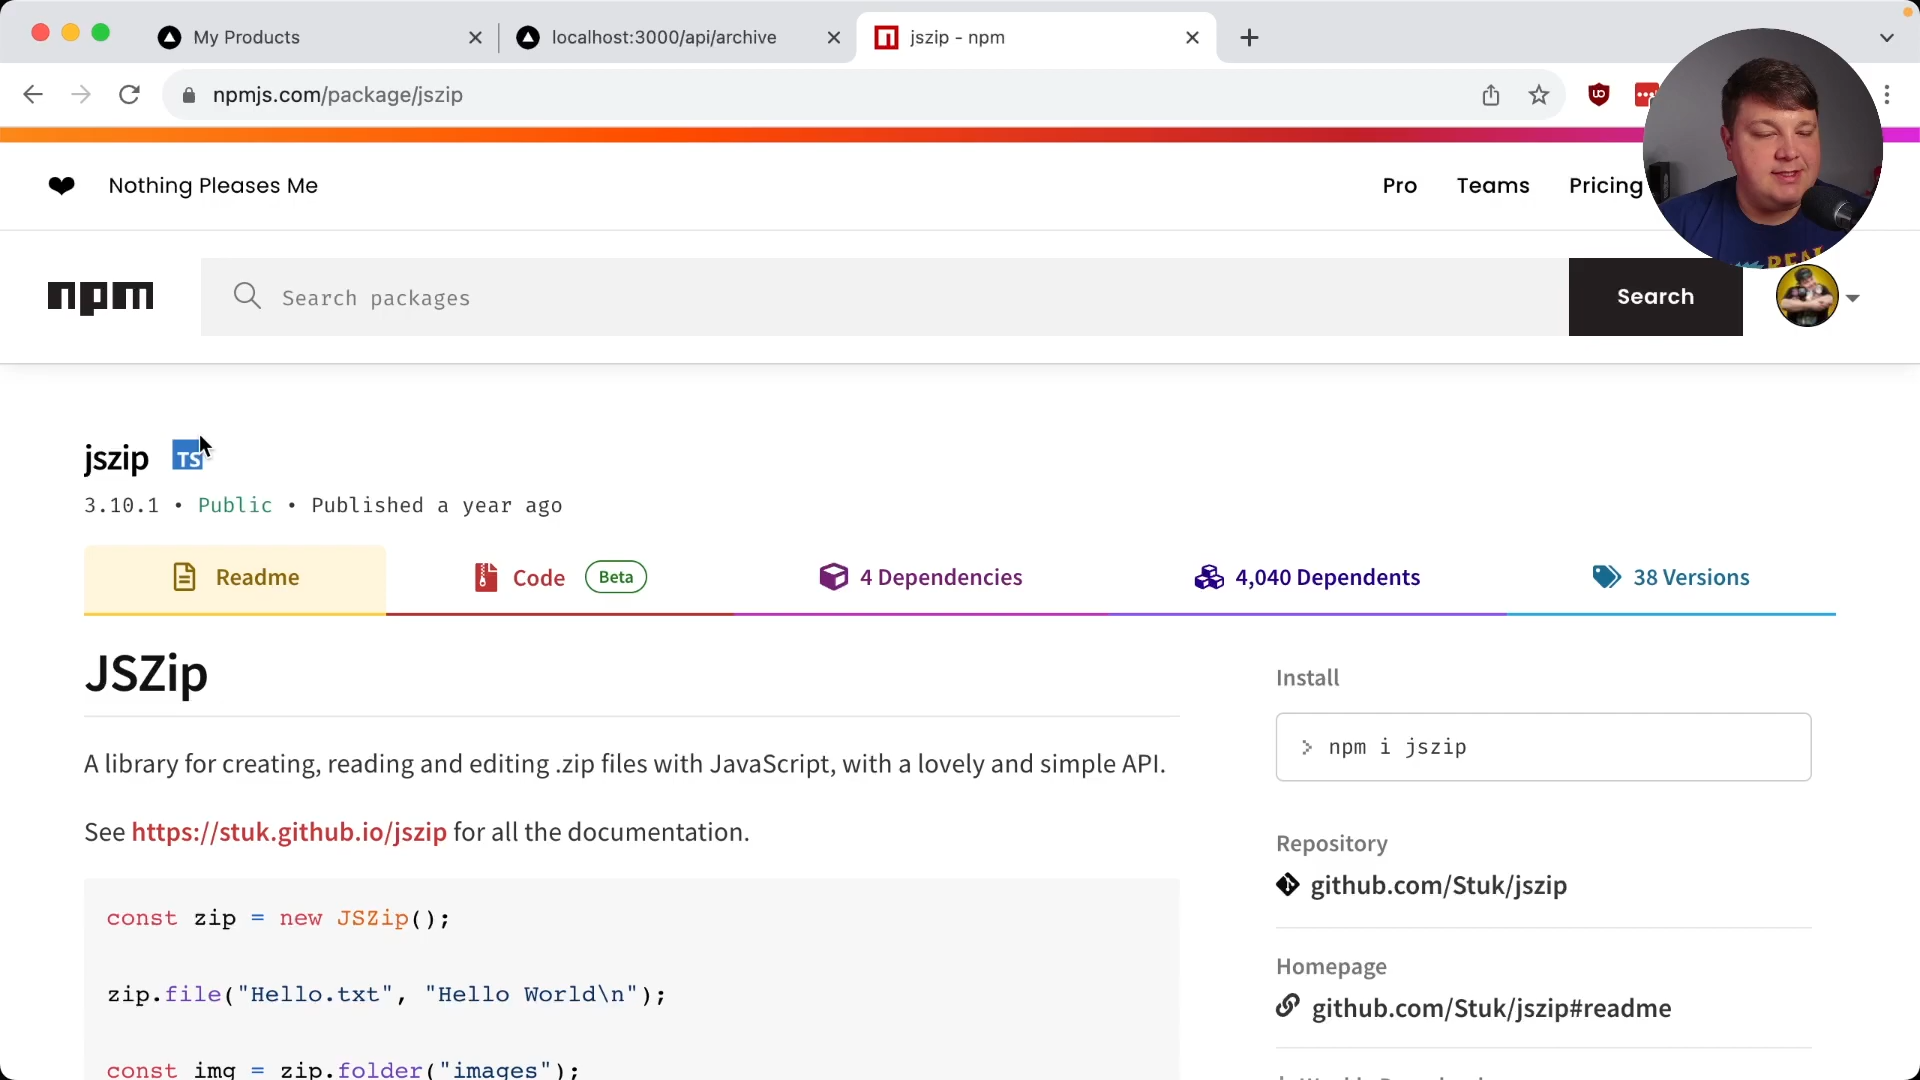 My Products
localhost:3000/api/archive
jszip - npm
npmjs.com/package/jszip
Nothing Pleases Me
Pro
Teams
Pricing
npm
Search packages
Search
jszip
TS
3.10.1 • Public • Published a year ago
Readme
Code
Beta
4 Dependencies
4,040 Dependents
38 Versions
JSZip
A library for creating, reading and editing .zip files with JavaScript, with a lovely and simple API.
See https://stuk.github.io/jszip for all the documentation.
const zip = new JSZip();
zip.file("Hello.txt", "Hello World\n");
const img = zip.folder("images");
Install
> npm i jszip
Repository
github.com/Stuk/jszip
Homepage
github.com/Stuk/jszip#readme